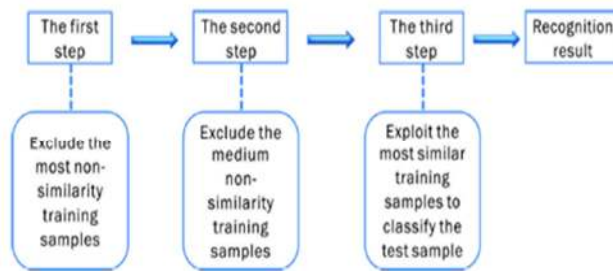 The first
step
The second
step
The third
step
Recognition
result
Exclude the
most non-
similarity
training
samples
Exclude the
medium
non-
similarity
training
samples
Exploit the
most similar
training
samples to
classify the
test sample